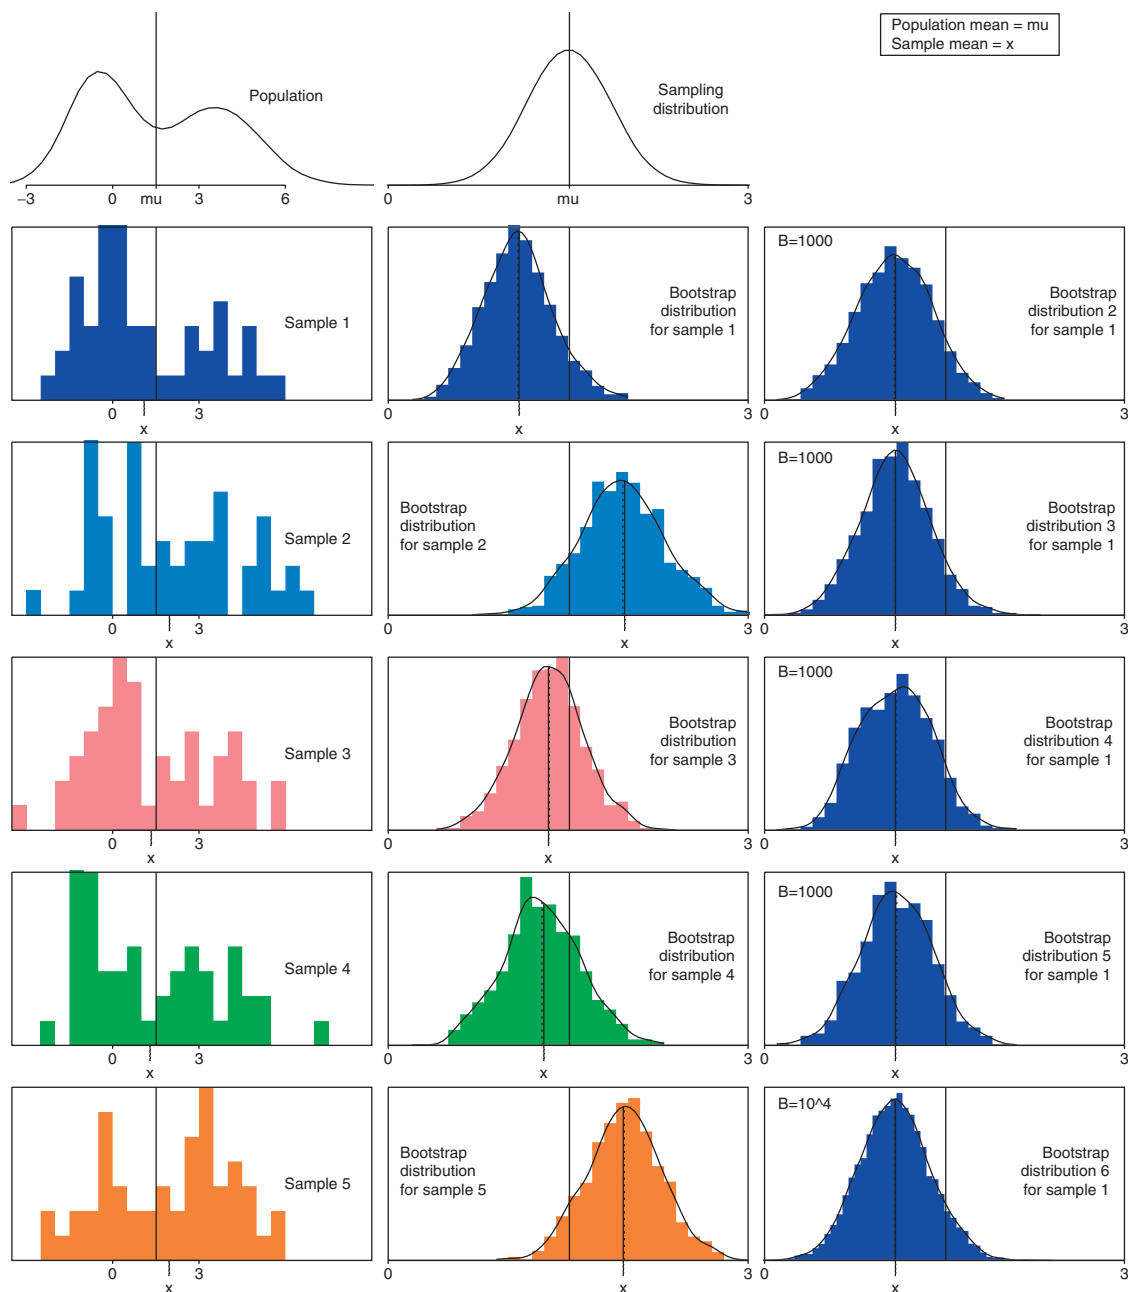 Population mean = mu
Sample mean = x
Population
Sampling
distribution
–3 0 mu 3 6
0 mu 3
Sample 1
0 3
x
Bootstrap
distribution
for sample 1
0 3
x
B=1000
Bootstrap
distribution 2
for sample 1
0 3
x
Sample 2
0 3
x
Bootstrap
distribution
for sample 2
0 3
x
B=1000
Bootstrap
distribution 3
for sample 1
0 3
x
Sample 3
0 3
x
Bootstrap
distribution
for sample 3
0 3
x
B=1000
Bootstrap
distribution 4
for sample 1
0 3
x
Sample 4
0 3
x
Bootstrap
distribution
for sample 4
0 3
x
B=1000
Bootstrap
distribution 5
for sample 1
0 3
x
Sample 5
0 3
x
Bootstrap
distribution
for sample 5
0 3
x
B=10^4
Bootstrap
distribution 6
for sample 1
0 3
x